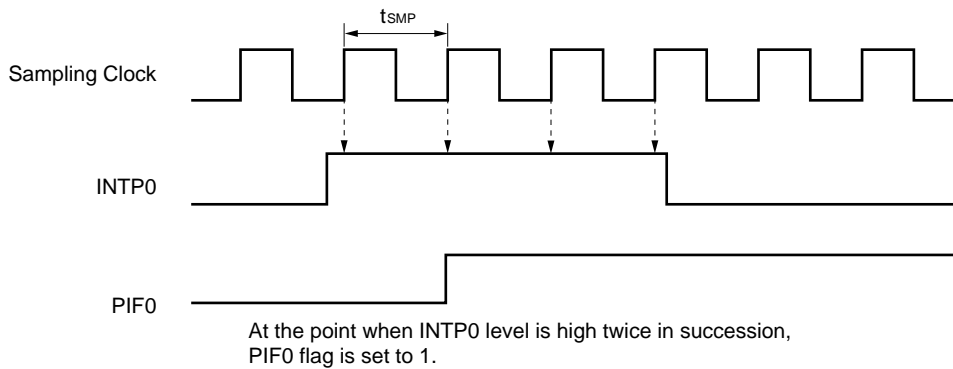 tSMP
Sampling Clock
INTP0
PIF0
At the point when INTP0 level is high twice in succession,
PIF0 flag is set to 1.